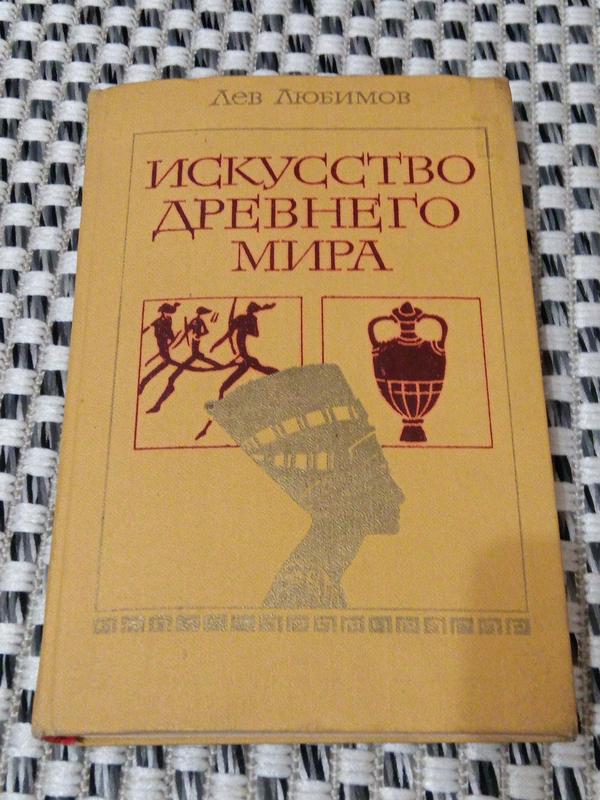 Лев Любимов
Искусство
Древнего
Мира